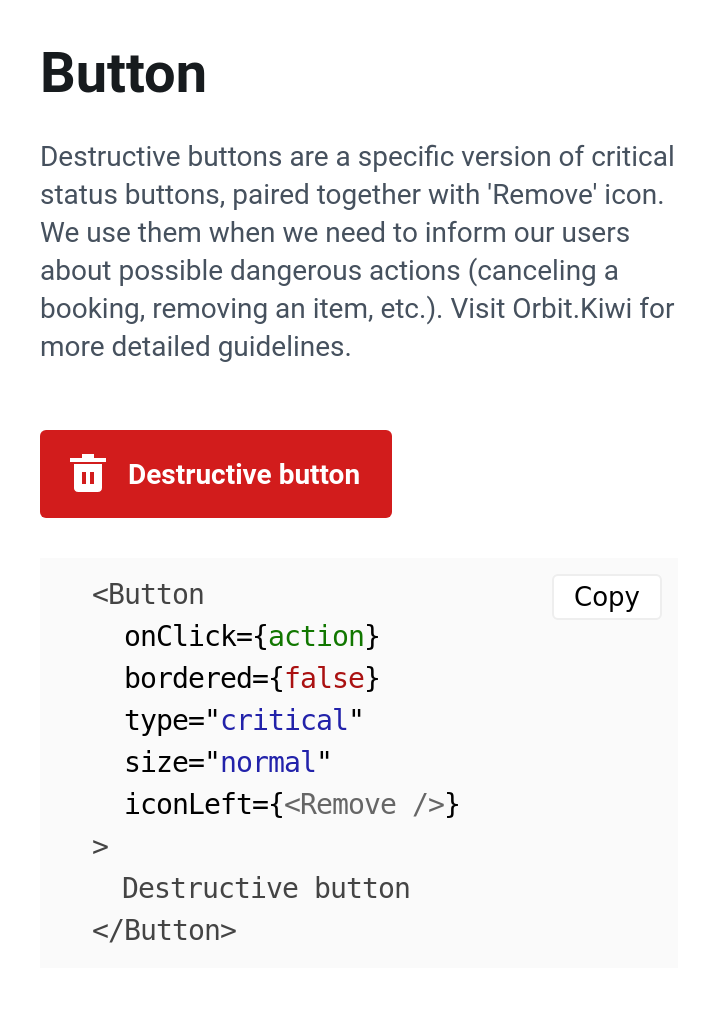 Button
Destructive buttons are a specific version of critical
status buttons, paired together with 'Remove' icon.
We use them when we need to inform our users
about possible dangerous actions (canceling a
booking, removing an item, etc.). Visit Orbit.Kiwi for
more detailed guidelines.
Destructive button
Copy
<Button
  onClick={action}
  bordered={false}
  type="critical"
  size="normal"
  iconLeft={<Remove />}
>
  Destructive button
</Button>